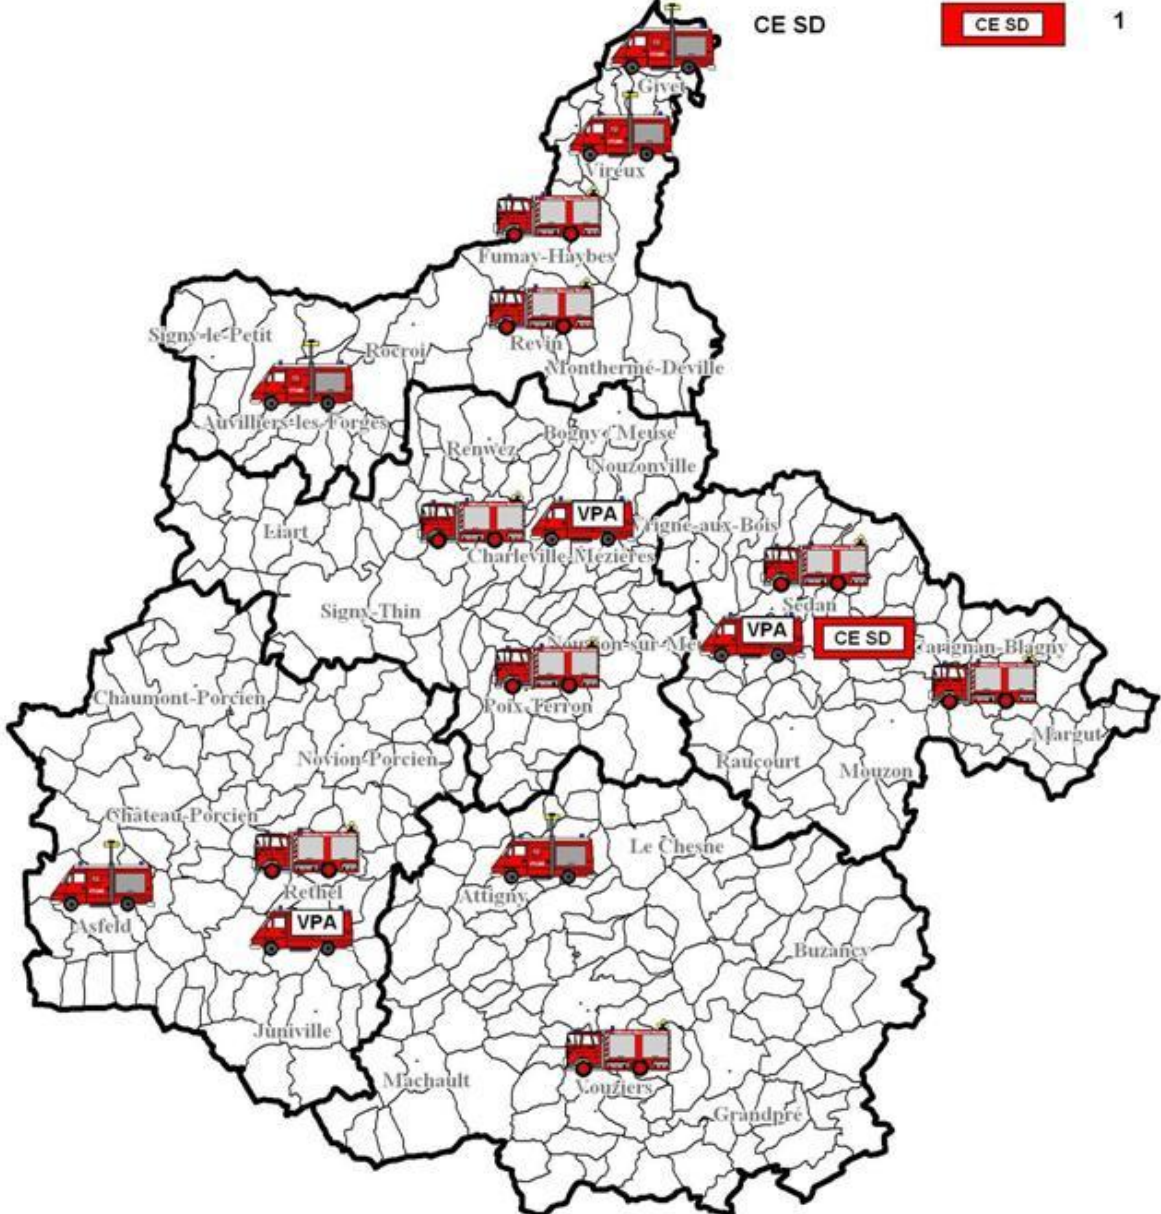 CE SD
CE SD
1
Givet
Vireux
Fumay-Haybes
Revin
Signy-le-Petit
Rocroi
Monthermé-Deville
Auvilliers-les-Forges
Bogny / Meuse
Renwez
Nouzonville
VPA
Vrigne-aux-Bois
Liart
Charleville-Mézières
Sedan
Signy-Thin
VPA
CE SD
Carignan-Blagny
Poix-Terron
Chaumont-Porcien
Margut
Novion-Porcien
Raucourt
Mouzon
Château-Porcien
Le Chesne
Rethel
Attigny
Asfeld
VPA
Buzancy
Juniville
Machault
Vouziers
Grandpré